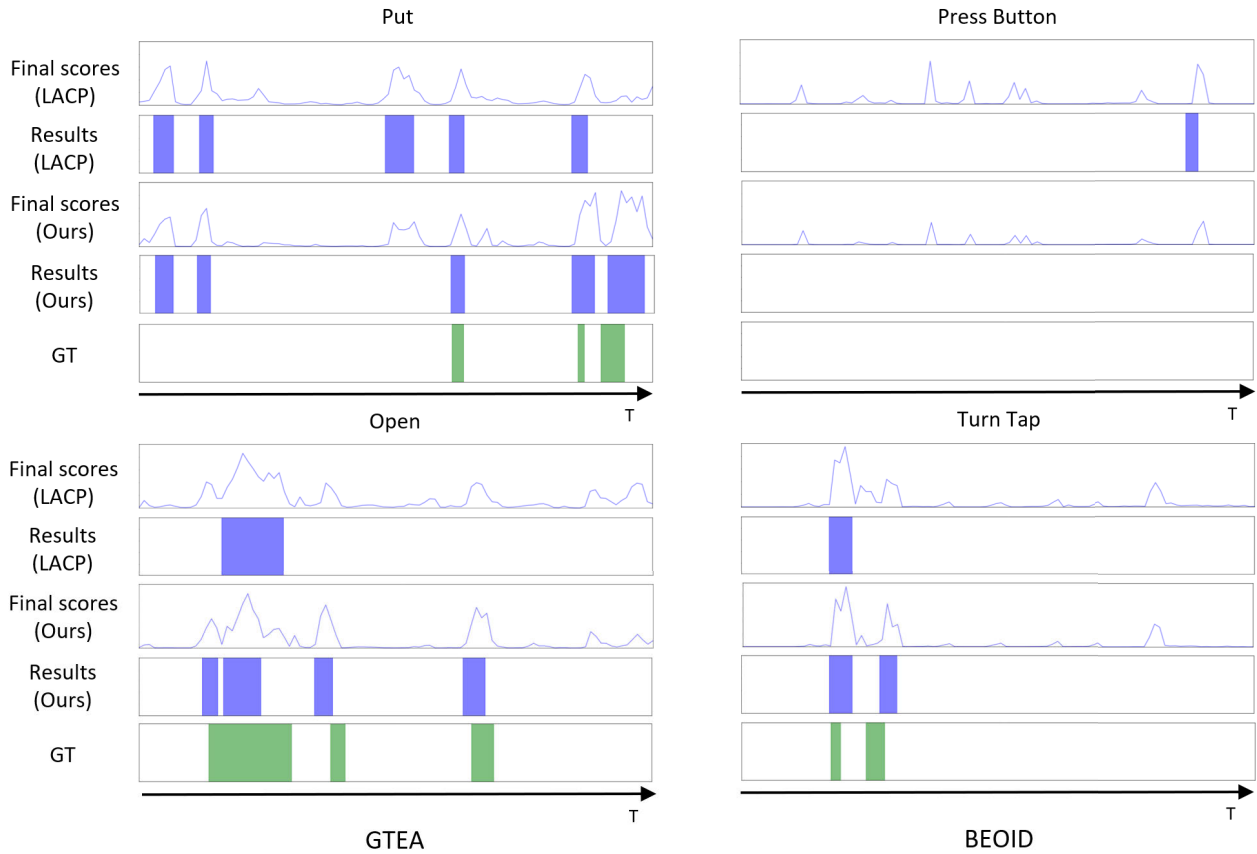 Put
Press Button
Final scores
(LACP)
Results
(LACP)
Final scores
(Ours)
Results
(Ours)
GT
T
T
Open
Turn Tap
Final scores
(LACP)
Results
(LACP)
Final scores
(Ours)
Results
(Ours)
GT
T
T
GTEA
BEOID